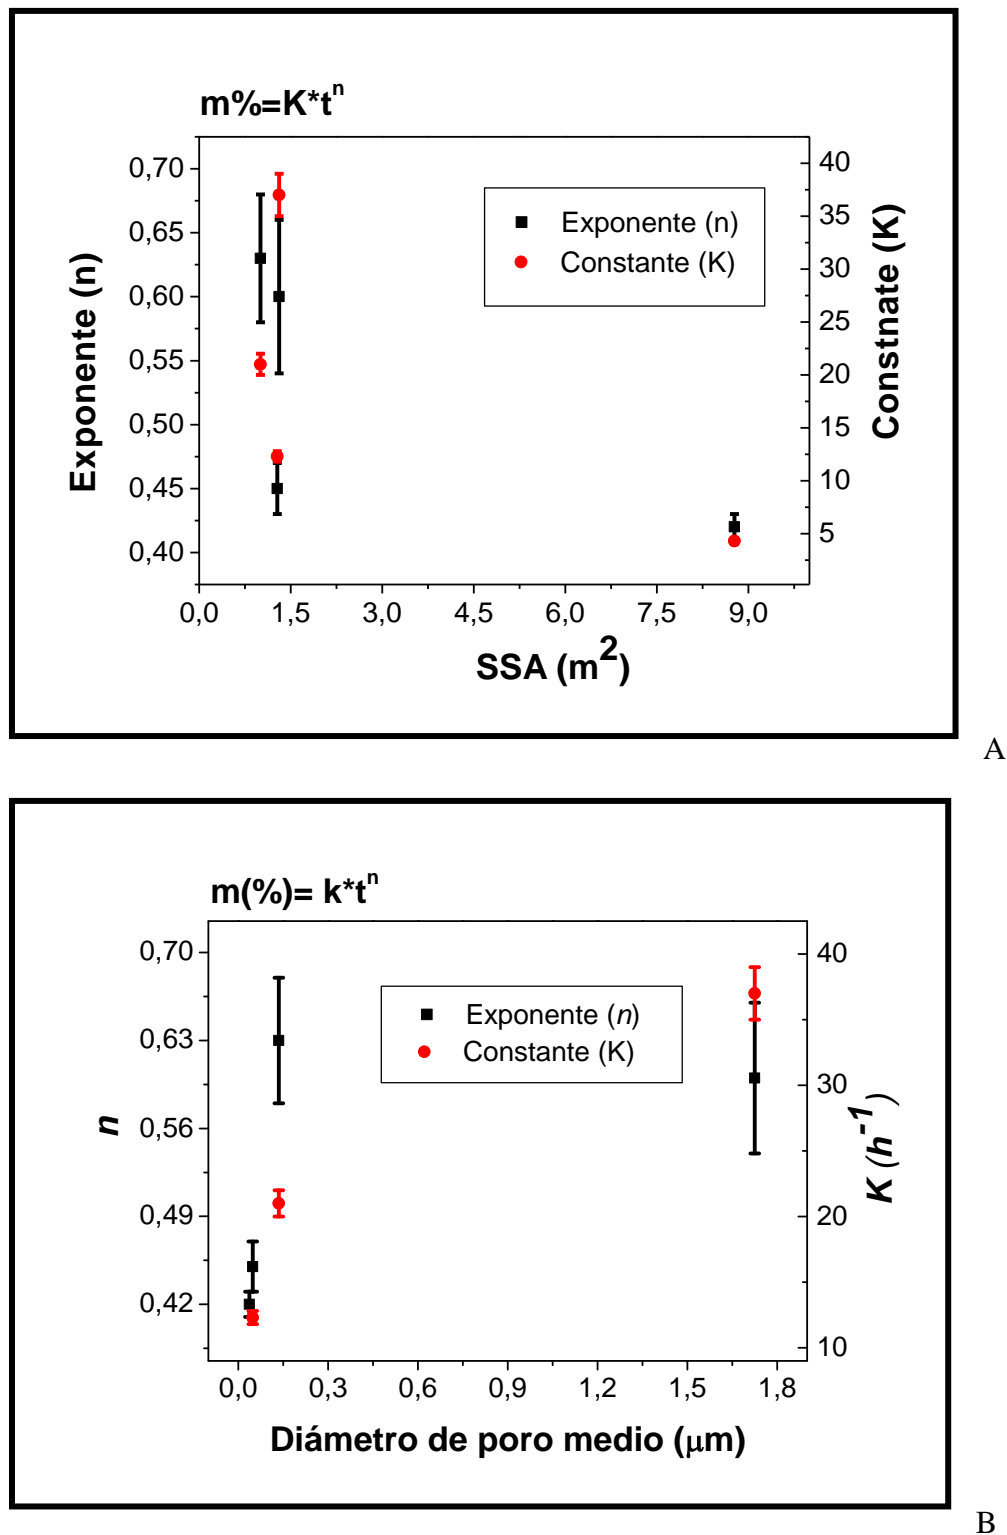 m%=K*tⁿ
0,70
0,65
0,60
0,55
0,50
0,45
0,40
Exponente (n)
40
35
30
25
20
15
10
5
Constnate (K)
Exponente (n)
Constante (K)
0,0 1,5 3,0 4,5 6,0 7,5 9,0
SSA (m²)
A
m(%)= k*tⁿ
0,70
0,63
0,56
0,49
0,42
n
40
30
20
10
K (h⁻¹)
Exponente (n)
Constante (K)
0,0 0,3 0,6 0,9 1,2 1,5 1,8
Diámetro de poro medio (μm)
B